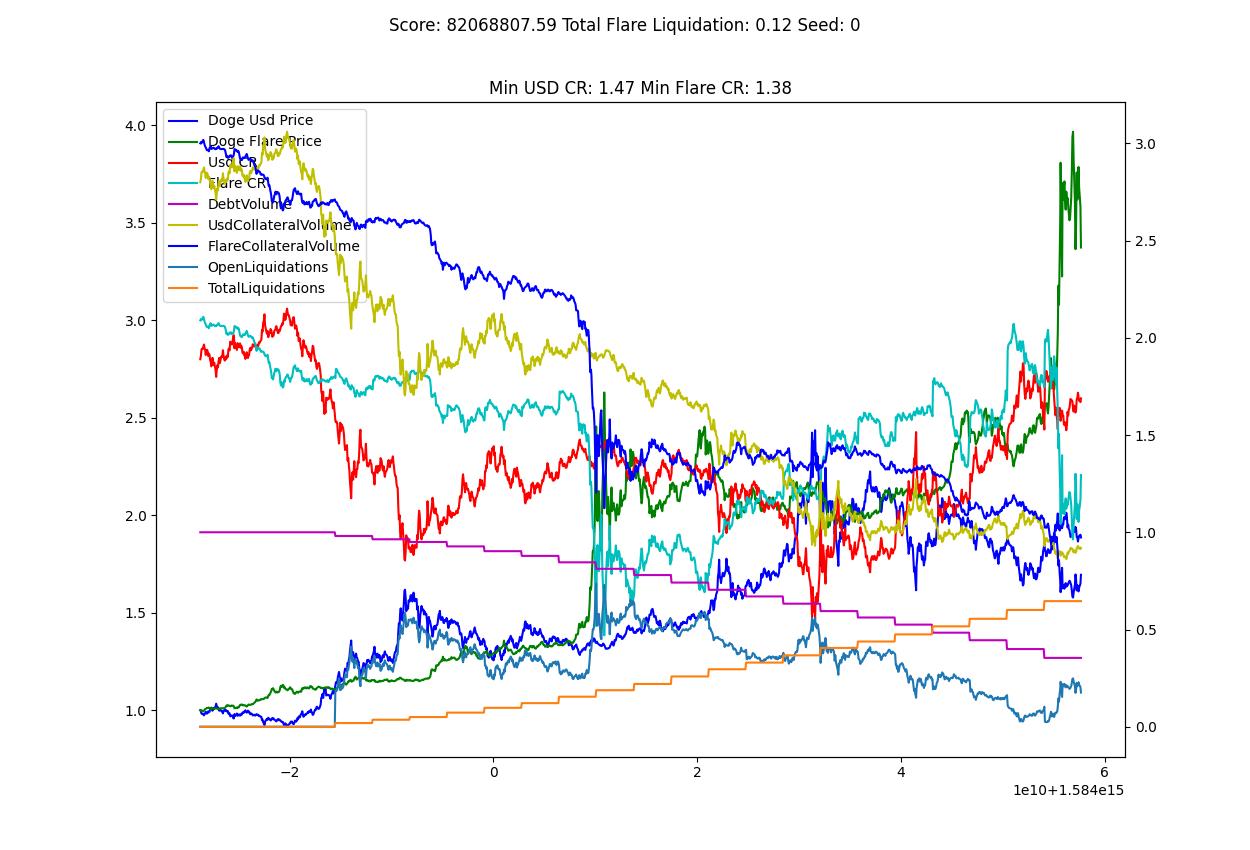 Score: 82068807.59 Total Flare Liquidation: 0.12 Seed: 0
Min USD CR: 1.47 Min Flare CR: 1.38
Doge Usd Price
Doge Flare Price
Usd CR
Flare CR
DebtVolume
UsdCollateralVolume
FlareCollateralVolume
OpenLiquidations
TotalLiquidations
4.0
3.5
3.0
2.5
2.0
1.5
1.0
3.0
2.5
2.0
1.5
1.0
0.5
0.0
−2
0
2
4
6
1e10+1.584e15